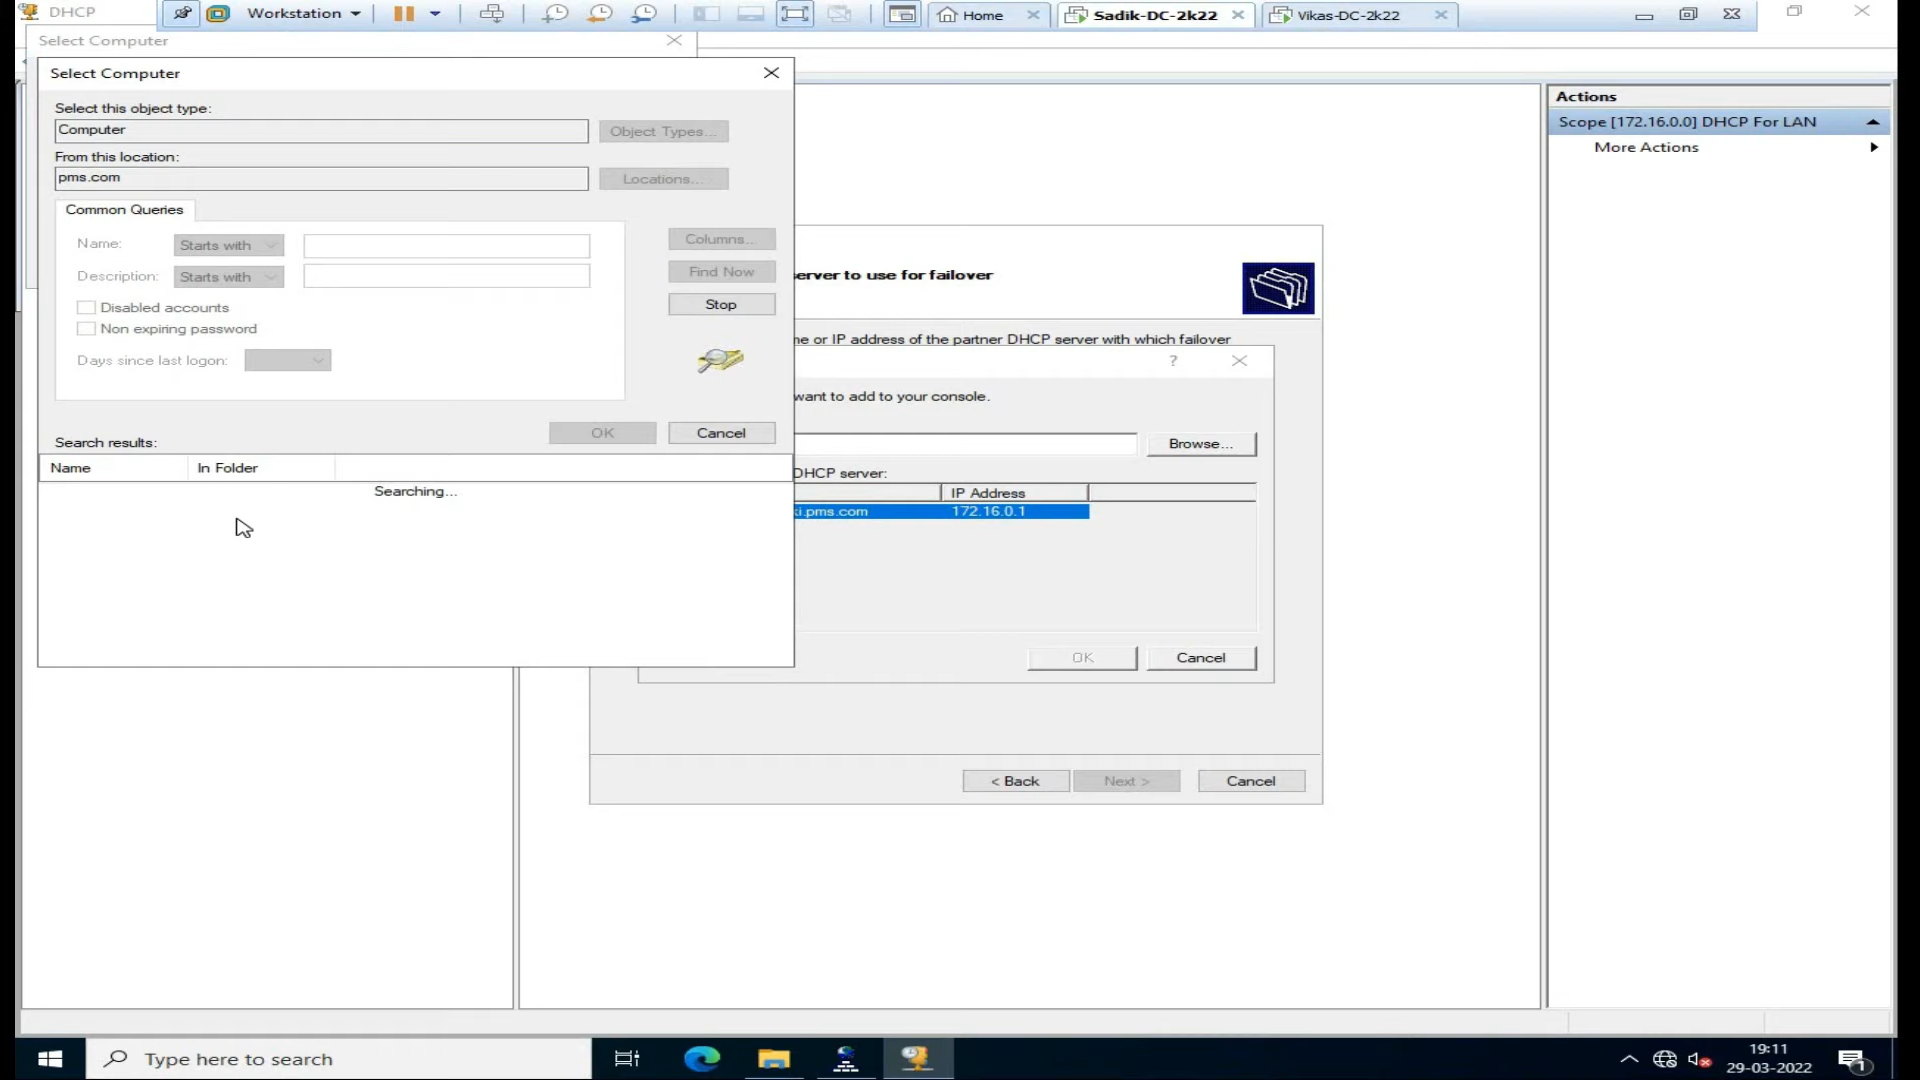 DHCP
Workstation
Home
Sadik-DC-2k22
Vikas-DC-2k22
Select Computer
Select Computer
Select this object type:
Computer
Object Types...
From this location:
pms.com
Locations...
Common Queries
Name:
Starts with
Description:
Starts with
Disabled accounts
Non expiring password
Days since last logon:
Columns...
Find Now
Stop
OK
Cancel
Search results:
Name
In Folder
Searching...
erver to use for failover
me or IP address of the partner DHCP server with which failover
?
want to add to your console.
Browse...
DHCP server:
IP Address
ki.pms.com
172.16.0.1
OK
Cancel
< Back
Next >
Cancel
Actions
Scope [172.16.0.0] DHCP For LAN
More Actions
Type here to search
19:11
29-03-2022
1